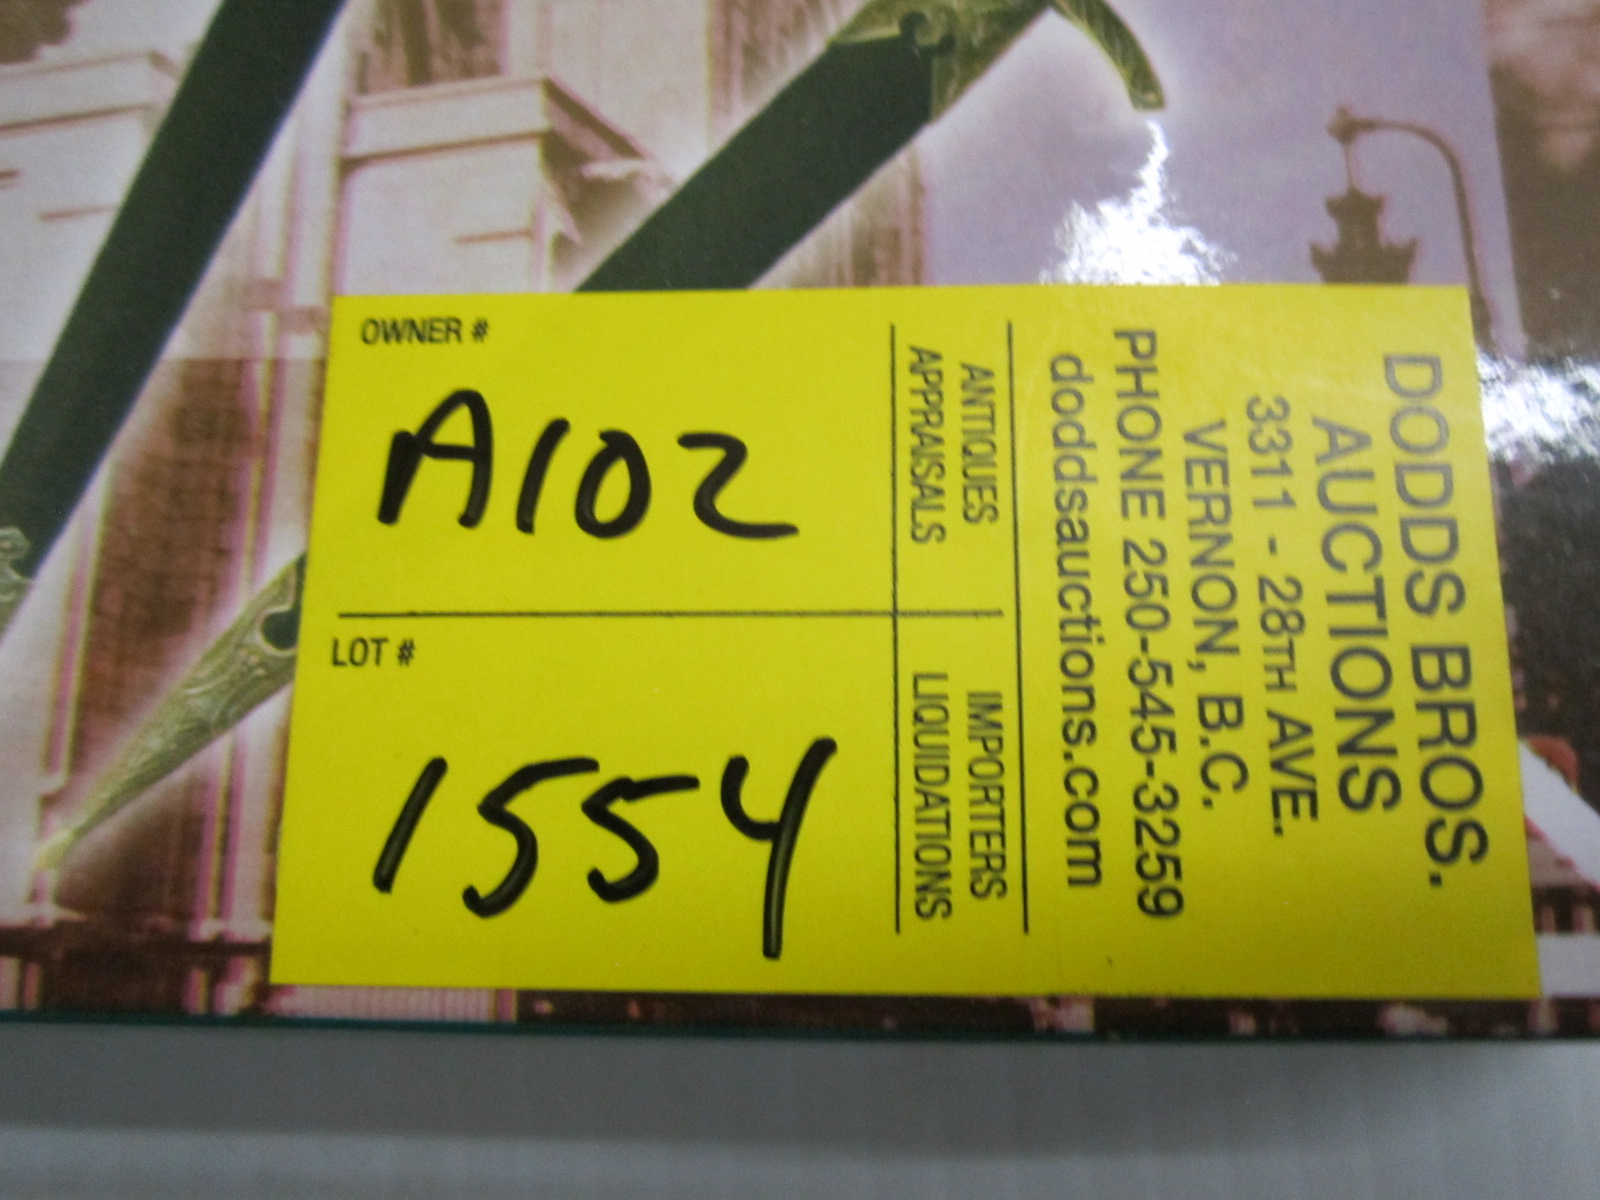 OWNER #
A102
LOT #
1554
DODDS BROS.
AUCTIONS
3311 - 28TH AVE.
VERNON, B.C.
PHONE 250-545-3259
doddsauctions.com
ANTIQUES
APPRAISALS
IMPORTERS
LIQUIDATIONS